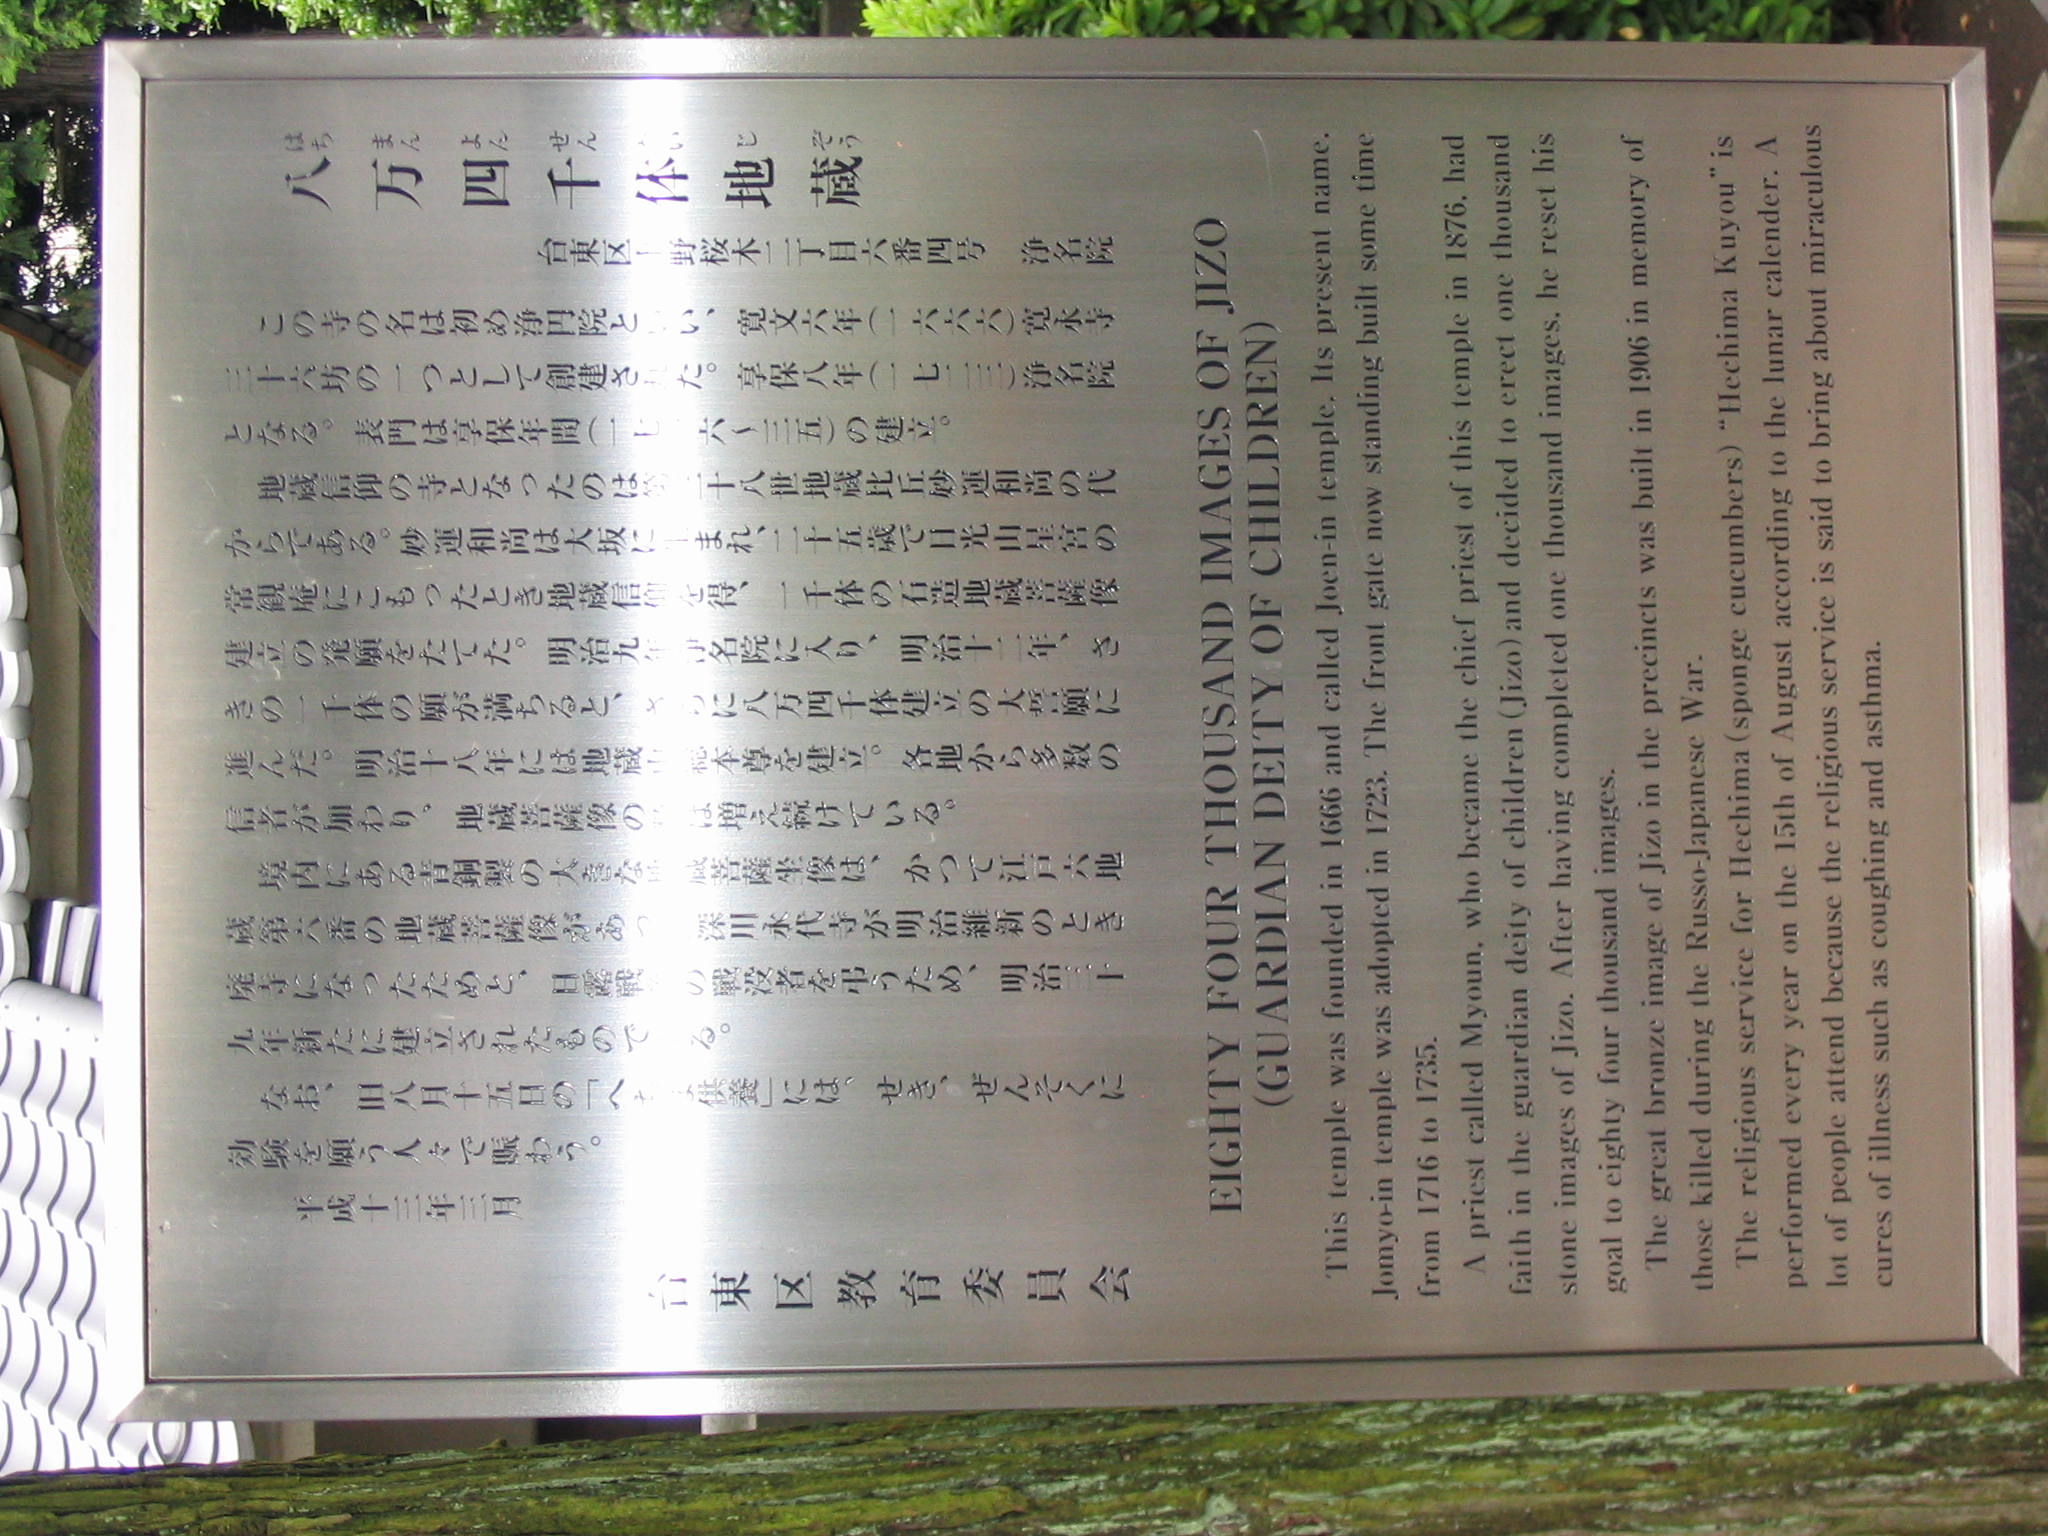 八万四千体地蔵
はち まん よん せん い じ ぞう
台東区上野桜木二丁目六番四号 浄名院
この寺の名は初め浄円院といい、寛文六年(一六六六)寛永寺
三十六坊の一つとして創建された。享保八年(一七二三)浄名院
となる。表門は享保年間(一七一六〜三五)の建立。
地蔵信仰の寺となったのは第三十八世地蔵比丘妙運和尚の代
からである。妙運和尚は大坂に生まれ、二十五歳で日光山星宮の
常観庵にこもったとき地蔵信仰を得、一千体の石造地蔵菩薩像
建立の発願をたてた。明治九年浄名院に入り、明治十二年、さ
きの一千体の願が満ちると、さらに八万四千体建立の大誓願に
進んだ。明治十八年には地蔵山総本尊を建立。各地から多数の
信者が加わり、地蔵菩薩像の は増え続けている。
境内にある青銅製の大きな地蔵菩薩坐像は、かつて江戸六地
蔵第六番の地蔵菩薩像があった深川永代寺が明治維新のとき
廃寺になったためと、日露戦争の戦没者を弔うため、明治三十
九年新たに建立されたものである。
なお、旧八月十五日の「へちま供養」には、せき、ぜんそくに
効験を願う人々で賑わう。
平成十三年三月
台東区教育委員会
EIGHTY FOUR THOUSAND IMAGES OF JIZO
(GUARDIAN DEITY OF CHILDREN)
This temple was founded in 1666 and called Joen-in temple. Its present name.
Jomyo-in temple was adopted in 1723. The front gate now standing built some time
from 1716 to 1735.
A priest called Myoun, who became the chief priest of this temple in 1876, had
faith in the guardian deity of children (Jizo) and decided to erect one thousand
stone images of Jizo. After having completed one thousand images, he reset his
goal to eighty four thousand images.
The great bronze image of Jizo in the precincts was built in 1906 in memory of
those killed during the Russo-Japanese War.
The religious service for Hechima (sponge cucumbers) “Hechima Kuyou” is
performed every year on the 15th of August according to the lunar calender. A
lot of people attend because the religious service is said to bring about miraculous
cures of illness such as coughing and asthma.